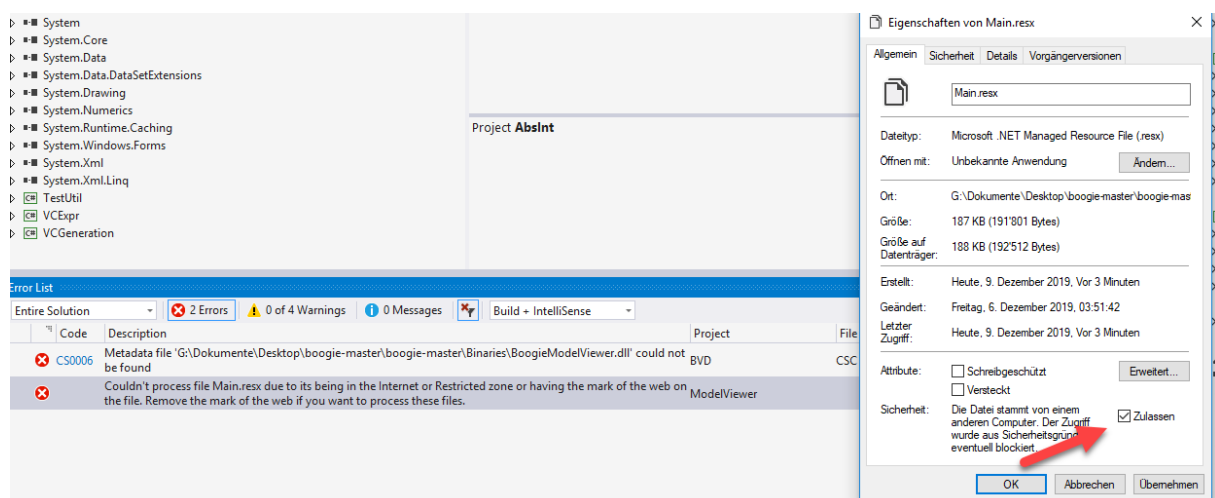 System
System.Core
System.Data
System.Data.DataSetExtensions
System.Drawing
System.Numerics
System.Runtime.Caching
System.Windows.Forms
System.Xml
System.Xml.Linq
C# TestUtil
C# VCExpr
C# VCGeneration
Project AbsInt
Error List
Entire Solution
2 Errors
0 of 4 Warnings
0 Messages
Build + IntelliSense
Code Description Project File
CS0006 Metadata file 'G:\Dokumente\Desktop\boogie-master\boogie-master\Binaries\BoogieModelViewer.dll' could not
be found
BVD CSC
Couldn't process file Main.resx due to its being in the Internet or Restricted zone or having the mark of the web on
the file. Remove the mark of the web if you want to process these files.
ModelViewer
Eigenschaften von Main.resx
Allgemein Sicherheit Details Vorgängerversionen
Main.resx
Dateityp: Microsoft .NET Managed Resource File (.resx)
Öffnen mit: Unbekannte Anwendung Ändern...
Ort: G:\Dokumente\Desktop\boogie-master\boogie-mas
Größe: 187 KB (191'801 Bytes)
Größe auf
Datenträger: 188 KB (192'512 Bytes)
Erstellt: Heute, 9. Dezember 2019, Vor 3 Minuten
Geändert: Freitag, 6. Dezember 2019, 03:51:42
Letzter
Zugriff: Heute, 9. Dezember 2019, Vor 3 Minuten
Attribute: Schreibgeschützt Erweitert...
Versteckt
Sicherheit: Die Datei stammt von einem
anderen Computer. Der Zugriff
wurde aus Sicherheitsgründ
eventuell blockiert.
Zulassen
OK Abbrechen Übernehmen